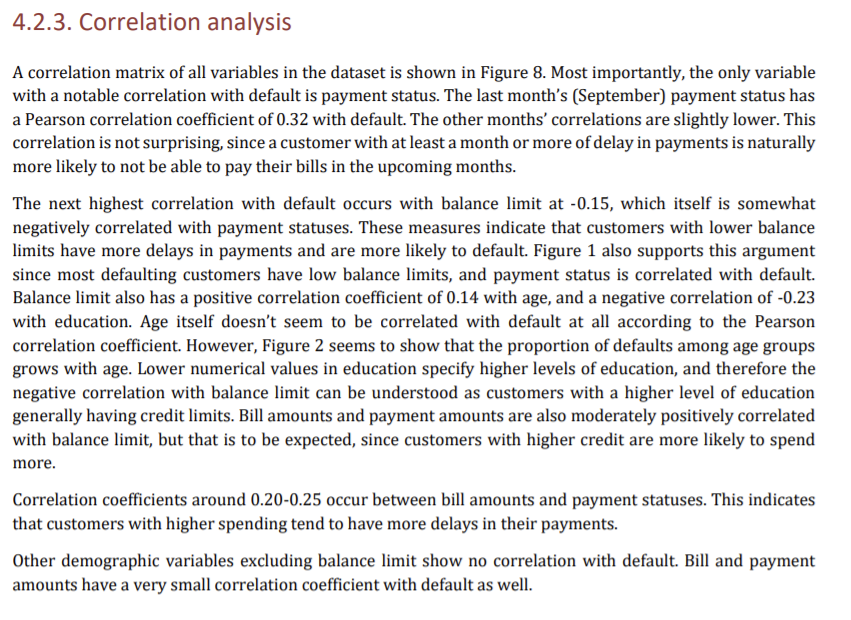 4.2.3. Correlation analysis
A correlation matrix of all variables in the dataset is shown in Figure 8. Most importantly, the only variable
with a notable correlation with default is payment status. The last month's (September) payment status has
a Pearson correlation coefficient of 0.32 with default. The other months' correlations are slightly lower. This
correlation is not surprising, since a customer with at least a month or more of delay in payments is naturally
more likely to not be able to pay their bills in the upcoming months.
The next highest correlation with default occurs with balance limit at -0.15, which itself is somewhat
negatively correlated with payment statuses. These measures indicate that customers with lower balance
limits have more delays in payments and are more likely to default. Figure 1 also supports this argument
since most defaulting customers have low balance limits, and payment status is correlated with default.
Balance limit also has a positive correlation coefficient of 0.14 with age, and a negative correlation of -0.23
with education. Age itself doesn't seem to be correlated with default at all according to the Pearson
correlation coefficient. However, Figure 2 seems to show that the proportion of defaults among age groups
grows with age. Lower numerical values in education specify higher levels of education, and therefore the
negative correlation with balance limit can be understood as customers with a higher level of education
generally having credit limits. Bill amounts and payment amounts are also moderately positively correlated
with balance limit, but that is to be expected, since customers with higher credit are more likely to spend
more.
Correlation coefficients around 0.20-0.25 occur between bill amounts and payment statuses. This indicates
that customers with higher spending tend to have more delays in their payments.
Other demographic variables excluding balance limit show no correlation with default. Bill and payment
amounts have a very small correlation coefficient with default as well.